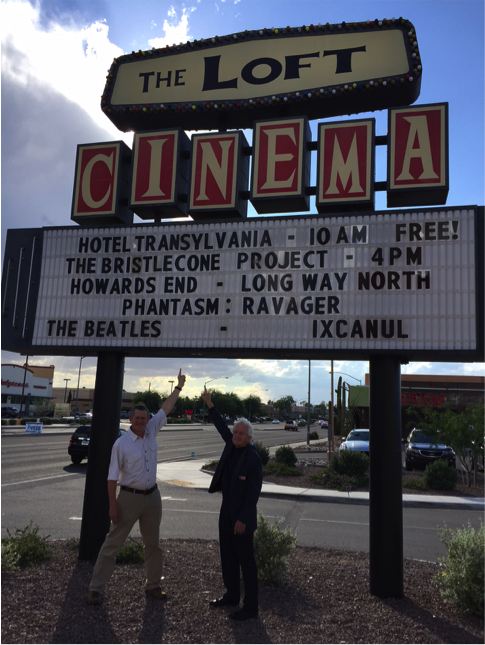 THE LOFT
CINEMA
HOTEL TRANSYLVANIA - 10 AM FREE!
THE BRISTLECONE PROJECT - 4 PM
HOWARDS END - LONG WAY NORTH
PHANTASM: RAVAGER
THE BEATLES - IXCANUL